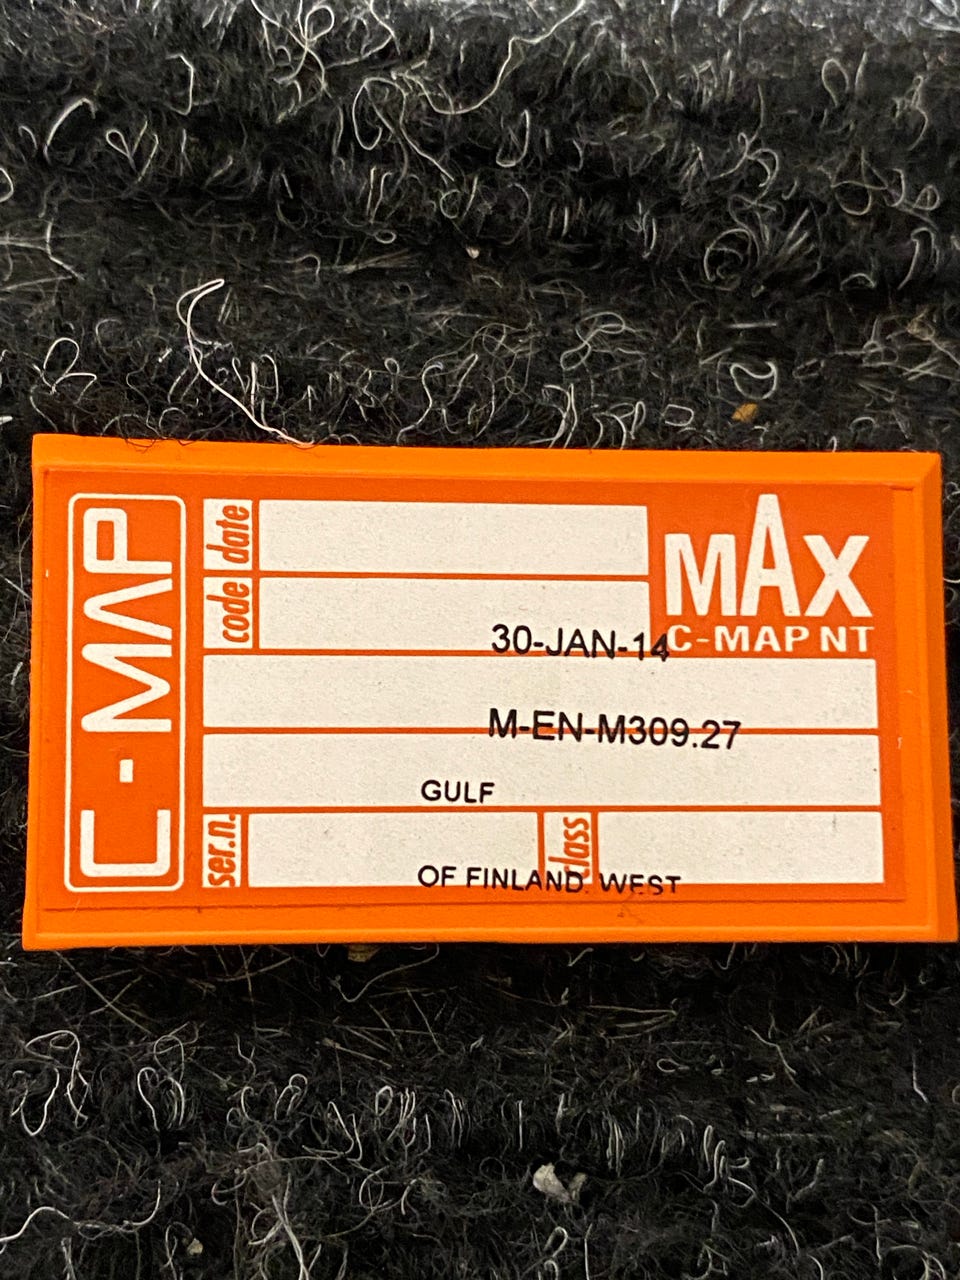 C-MAP
date
code
MAX
C-MAP NT
30-JAN-14
M-EN-M309.27
GULF
ser.n.
class
OF FINLAND. WEST